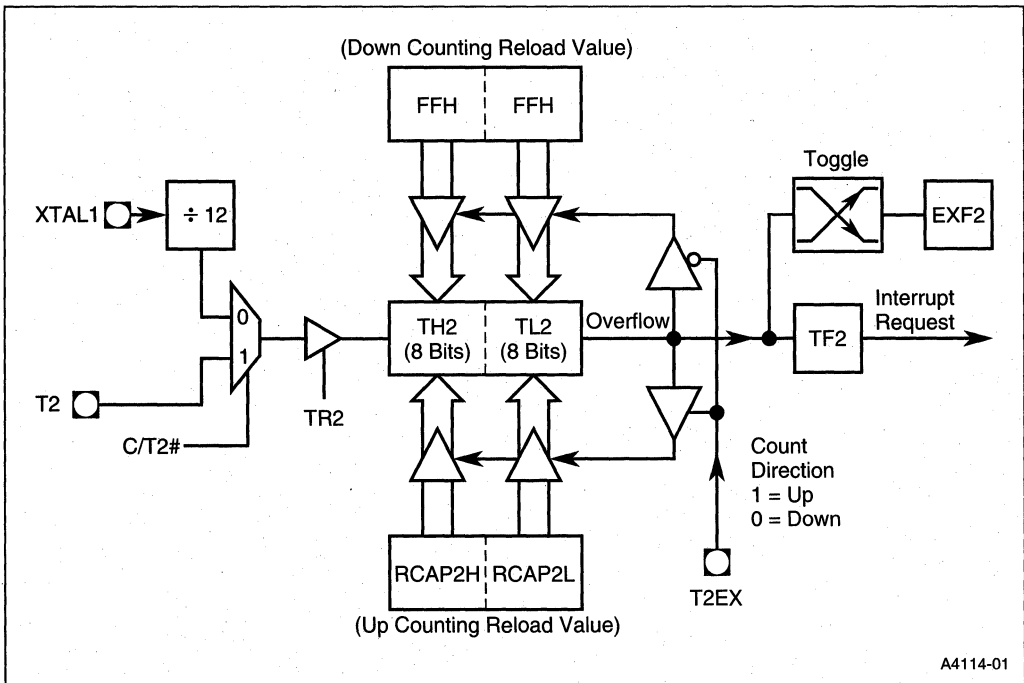 (Down Counting Reload Value)
FFH FFH
Toggle
XTAL1
÷ 12
EXF2
0
TH2
(8 Bits)
TL2
(8 Bits)
Overflow
TF2
Interrupt
Request
1
T2
TR2
C/T2#
Count
Direction
1 = Up
0 = Down
RCAP2H RCAP2L
T2EX
(Up Counting Reload Value)
A4114-01